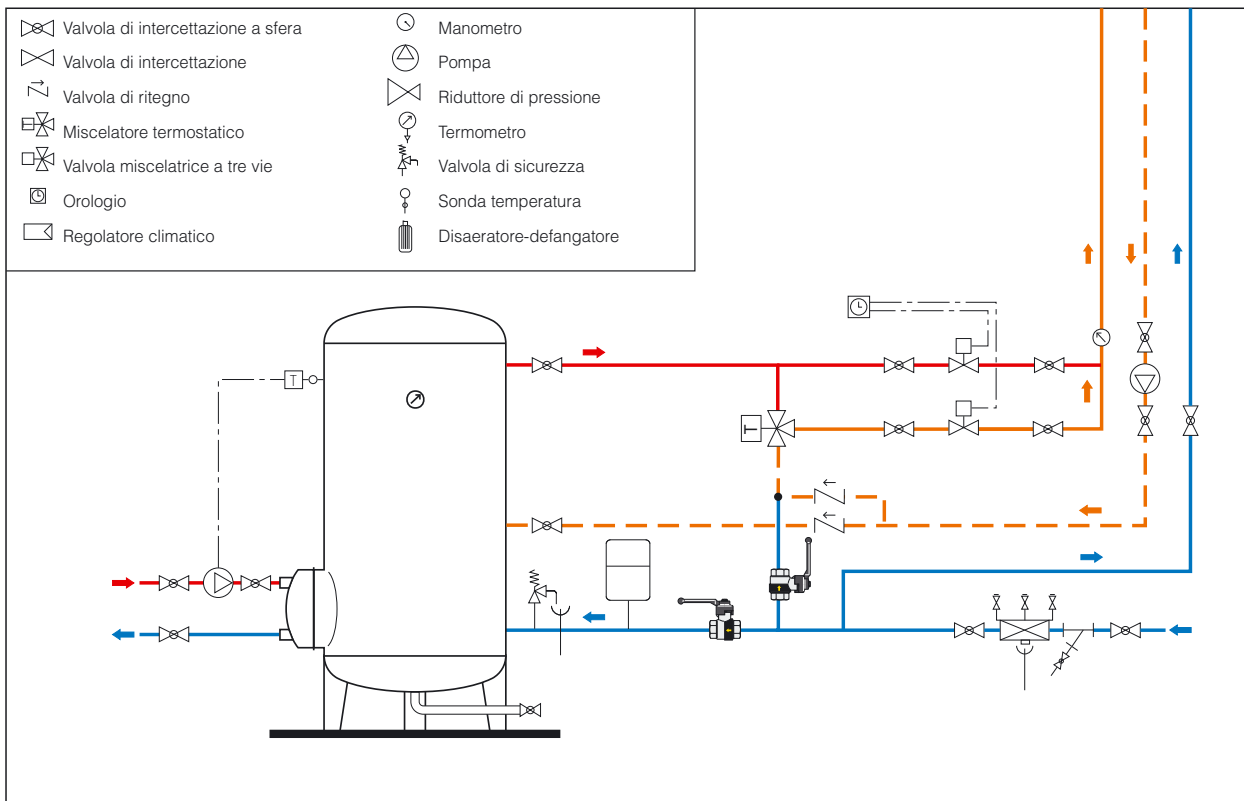 Valvola di intercettazione a sfera
Valvola di intercettazione
Valvola di ritegno
Miscelatore termostatico
Valvola miscelatrice a tre vie
Orologio
Regolatore climatico
Manometro
Pompa
Riduttore di pressione
Termometro
Valvola di sicurezza
Sonda temperatura
Disaeratore-defangatore
T
T